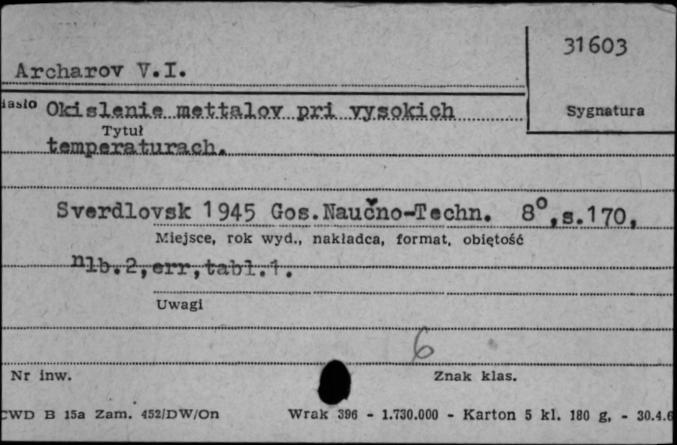 31603
Archarov V.I.
iasło Okislenie mettalov pri vysokich
Sygnatura
Tytuł
temperaturach.
Sverdlovsk 1945 Gos.Naučno-Techn. 8°,s.170,
Miejsce, rok wyd., nakładca, format, objętość
nlb.2,err,tabl.1.
Uwagi
6
Nr inw.
Znak klas.
CWD B 15a Zam. 452/DW/On Wrak 396 - 1.730.000 - Karton 5 kl. 180 g, - 30.4.6